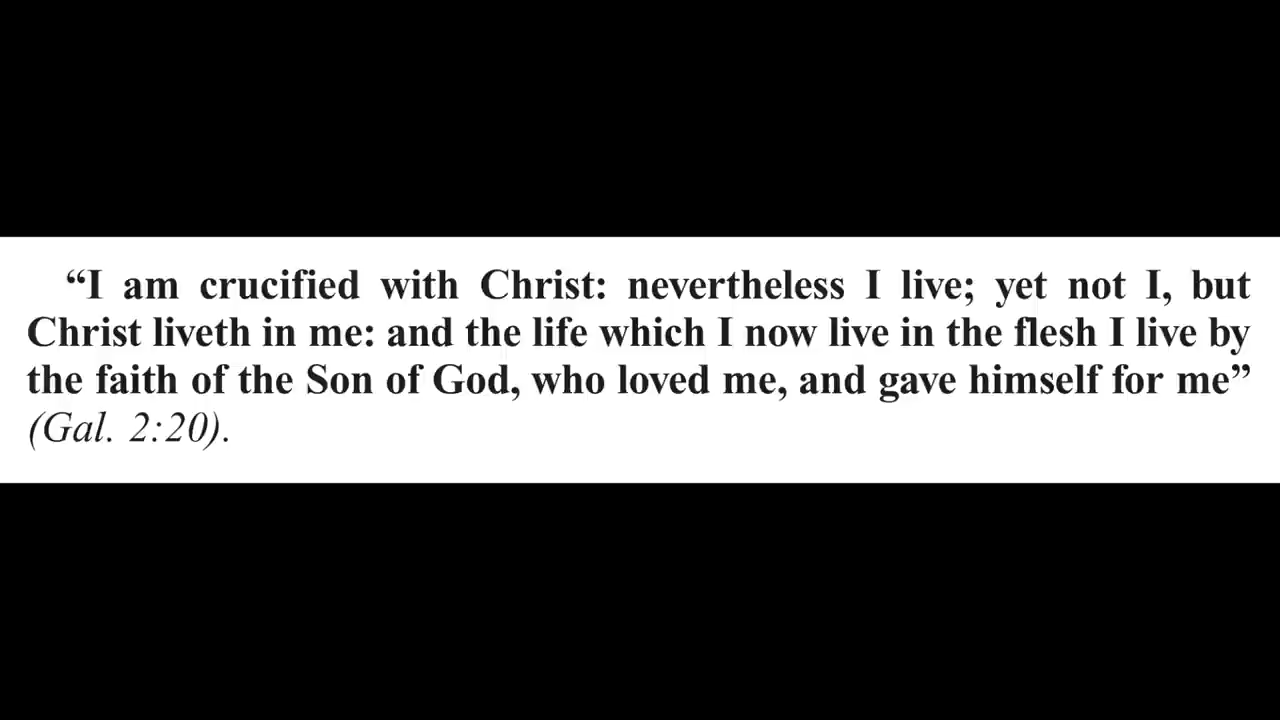 “I am crucified with Christ: nevertheless I live; yet not I, but
Christ liveth in me: and the life which I now live in the flesh I live by
the faith of the Son of God, who loved me, and gave himself for me”
(Gal. 2:20).